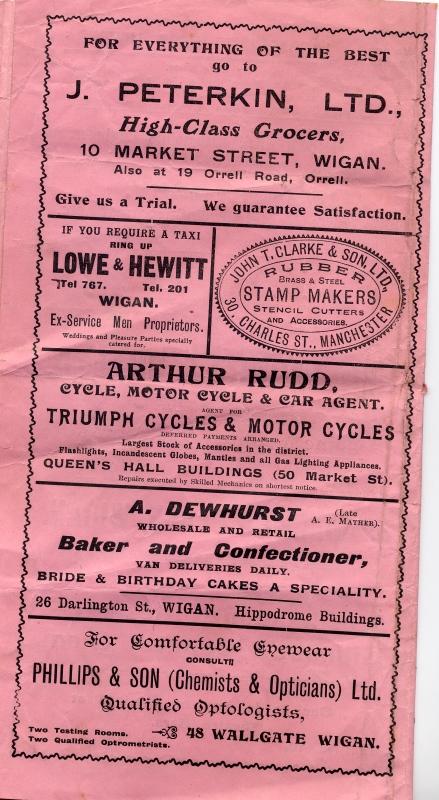 FOR EVERYTHING OF THE BEST
go to
J. PETERKIN, LTD.,
High-Class Grocers,
10 MARKET STREET, WIGAN.
Also at 19 Orrell Road, Orrell.
Give us a Trial. We guarantee Satisfaction.
IF YOU REQUIRE A TAXI
RING UP
LOWE & HEWITT
Tel 767. Tel. 201
WIGAN.
Ex-Service Men Proprietors.
Weddings and Pleasure Parties specially
catered for.
JOHN T. CLARKE & SON LTD.
RUBBER
BRASS & STEEL
STAMP MAKERS
STENCIL CUTTERS
AND ACCESSORIES.
30, CHARLES ST., MANCHESTER
ARTHUR RUDD,
CYCLE, MOTOR CYCLE & CAR AGENT.
AGENT FOR
TRIUMPH CYCLES & MOTOR CYCLES
DEFERRED PAYMENTS ARRANGED.
Largest Stock of Accessories in the district.
Flashlights, Incandescent Globes, Mantles and all Gas Lighting Appliances.
QUEEN'S HALL BUILDINGS (50 Market St).
Repairs executed by Skilled Mechanics on shortest notice.
A. DEWHURST (Late
A. E. MATHER).
WHOLESALE AND RETAIL
Baker and Confectioner,
VAN DELIVERIES DAILY.
BRIDE & BIRTHDAY CAKES A SPECIALITY.
26 Darlington St., WIGAN. Hippodrome Buildings.
For Comfortable Eyewear
CONSULT
PHILLIPS & SON (Chemists & Opticians) Ltd.
Qualified Optologists,
Two Testing Rooms.
Two Qualified Optrometrists.
48 WALLGATE WIGAN.